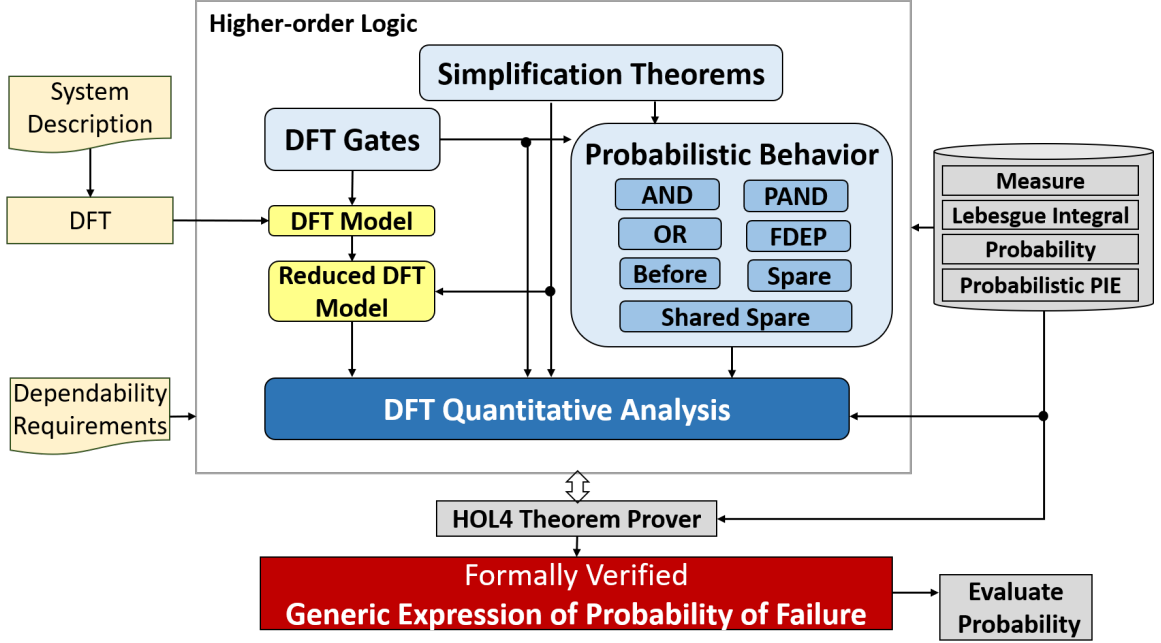 Higher-order Logic
Simplification Theorems
System
Description
DFT Gates
Probabilistic Behavior
AND
PAND
OR
FDEP
Before
Spare
Shared Spare
Measure
Lebesgue Integral
Probability
Probabilistic PIE
DFT
DFT Model
Reduced DFT
Model
Dependability
Requirements
DFT Quantitative Analysis
HOL4 Theorem Prover
Formally Verified
Generic Expression of Probability of Failure
Evaluate
Probability